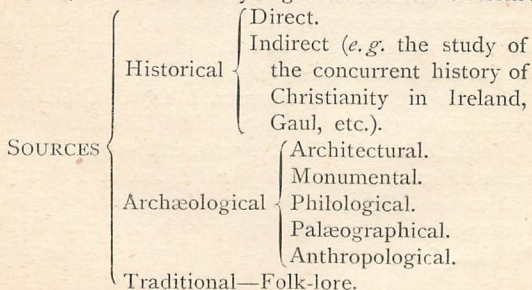 Direct.
Indirect (e.g. the study of
the concurrent history of
Historical
Christianity in Ireland,
Gaul, etc.).
SOURCES
Architectural.
Monumental.
Archæological
Philological.
Palæographical.
Anthropological.
Traditional—Folk-lore.